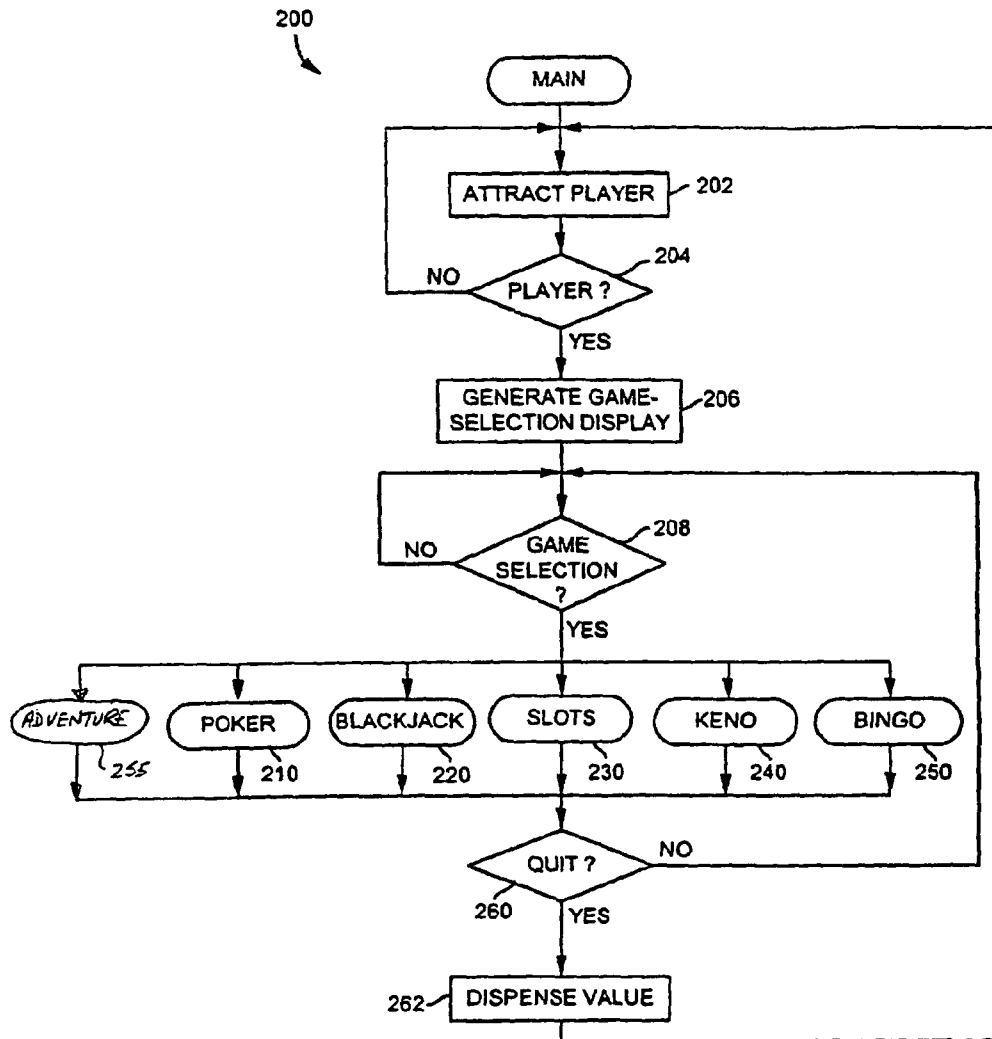 200
MAIN
ATTRACT PLAYER
202
204
NO
PLAYER ?
YES
GENERATE GAME-
SELECTION DISPLAY
206
208
NO
GAME
SELECTION
?
YES
ADVENTURE
POKER
BLACKJACK
SLOTS
KENO
BINGO
255
210
220
230
240
250
QUIT ?
NO
260
YES
262
DISPENSE VALUE